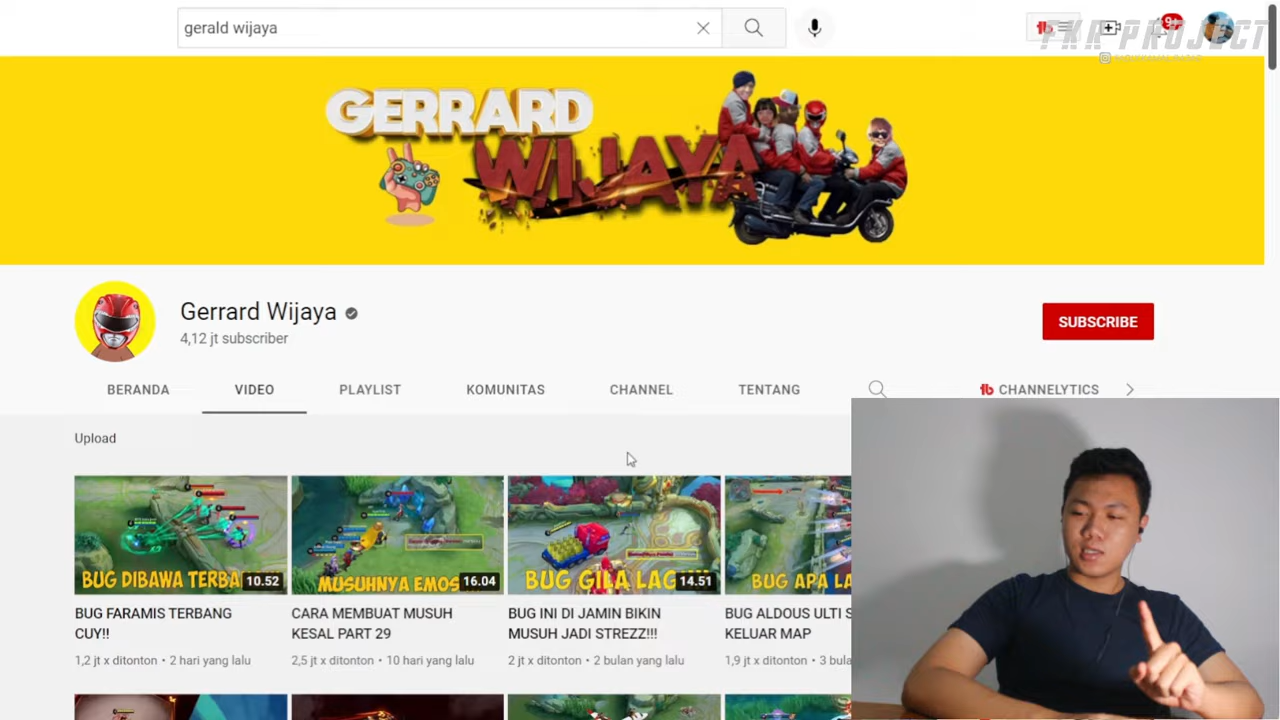 gerald wijaya
9+
FKR PROJECT
GERRARD
WIJAYA
Gerrard Wijaya
4,12 jt subscriber
SUBSCRIBE
BERANDA
VIDEO
PLAYLIST
KOMUNITAS
CHANNEL
TENTANG
CHANNELYTICS
Upload
BUG DIBAWA TERBA
10.52
MUSUHNYA EMOS
16.04
BUG GILA LAG
14.51
BUG APA LA
BUG FARAMIS TERBANG
CUY!!
1,2 jt x ditonton • 2 hari yang lalu
CARA MEMBUAT MUSUH
KESAL PART 29
2,5 jt x ditonton • 10 hari yang lalu
BUG INI DI JAMIN BIKIN
MUSUH JADI STREZZ!!!
2 jt x ditonton • 2 bulan yang lalu
BUG ALDOUS ULTI S
KELUAR MAP
1,9 jt x ditonton • 3 bula